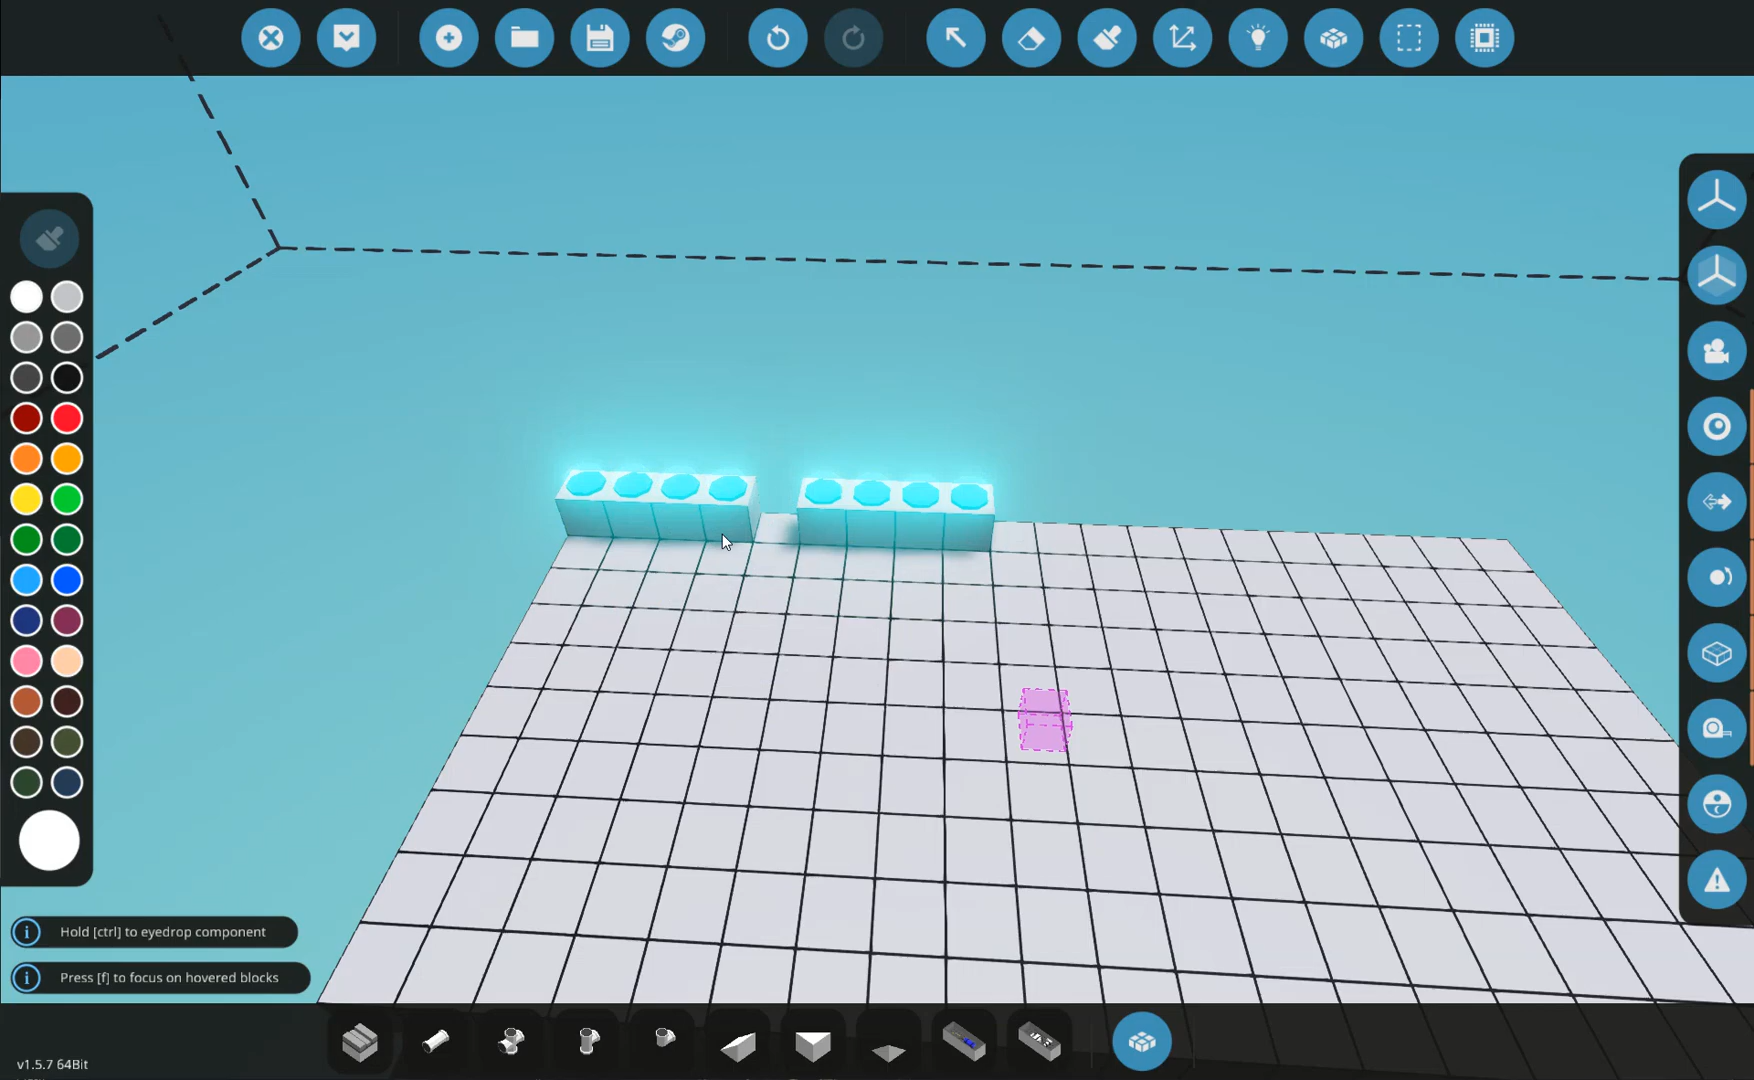 Hold [ctrl] to eyedrop component
Press [f] to focus on hovered blocks
v1.5.7 64Bit